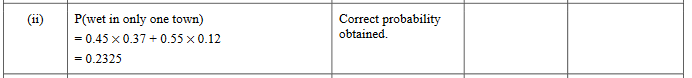 (ii)
P(wet in only one town)
= 0.45 × 0.37 + 0.55 × 0.12
= 0.2325
Correct probability
obtained.